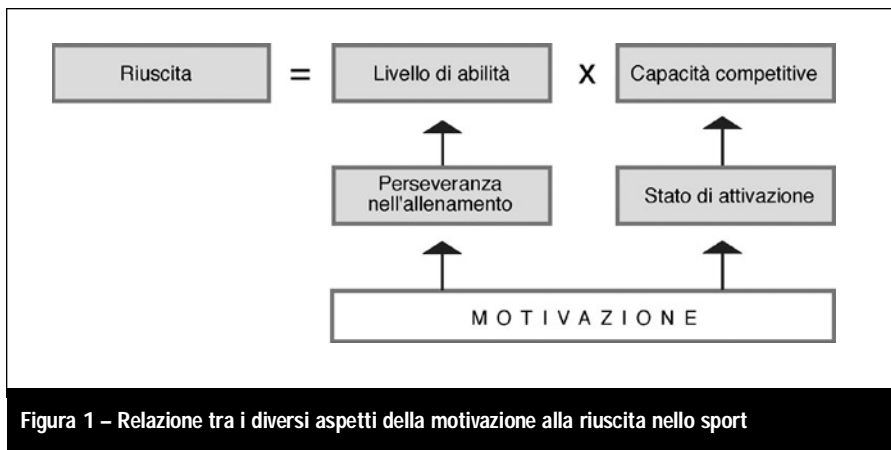 Riuscita = Livello di abilità X Capacità competitive
Perseveranza
nell'allenamento
Stato di attivazione
MOTIVAZIONE
Figura 1 – Relazione tra i diversi aspetti della motivazione alla riuscita nello sport